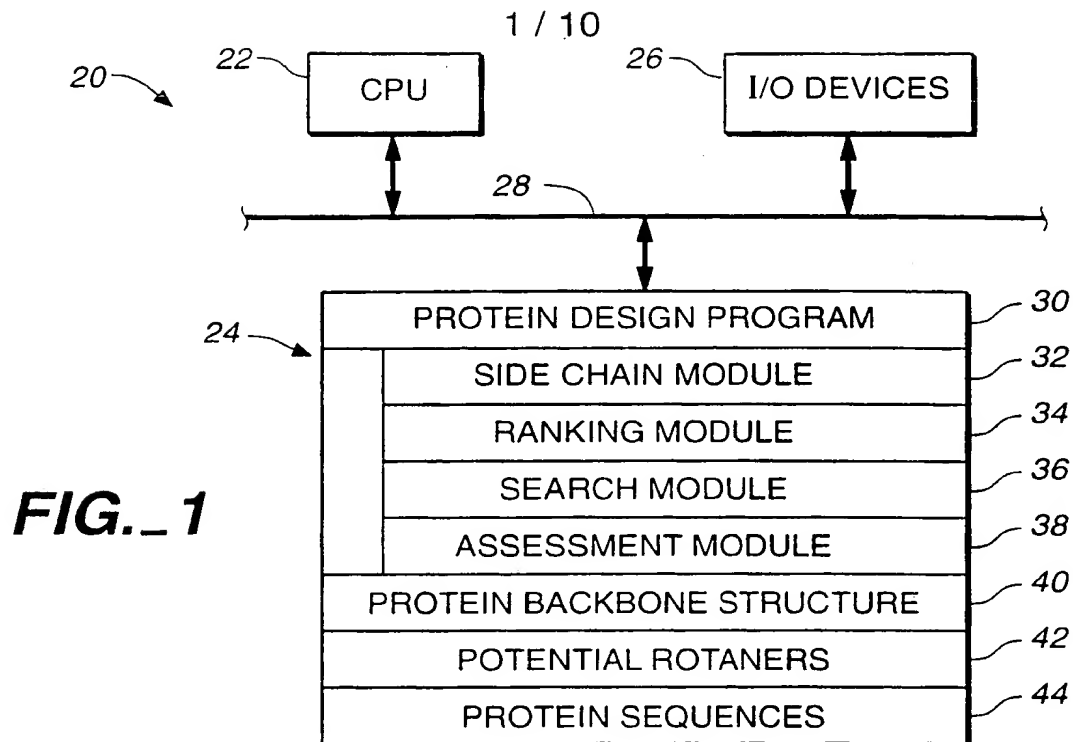 1 / 10
20
22
CPU
26
I/O DEVICES
28
24
PROTEIN DESIGN PROGRAM
30
SIDE CHAIN MODULE
32
RANKING MODULE
34
SEARCH MODULE
36
ASSESSMENT MODULE
38
FIG._1
PROTEIN BACKBONE STRUCTURE
40
POTENTIAL ROTANERS
42
PROTEIN SEQUENCES
44